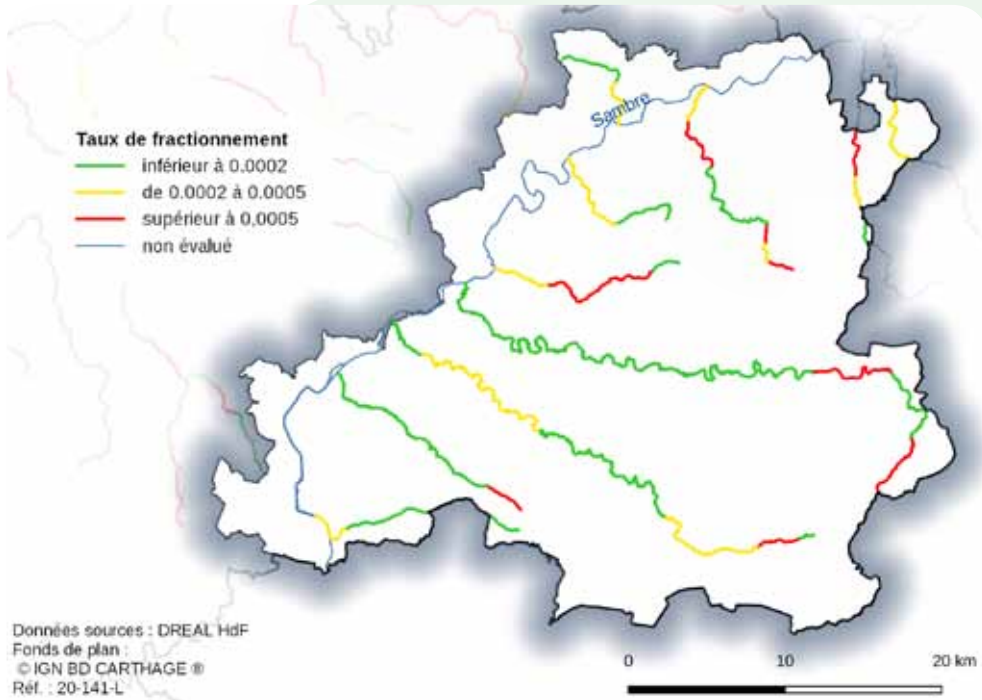 Sambre
Taux de fractionnement
inférieur à 0.0002
de 0.0002 à 0.0005
supérieur à 0,0005
non évalué
Données sources : DREAL HdF
Fonds de plan :
© IGN BD CARTHAGE ®
Réf. : 20-141-L
0 10 20 km